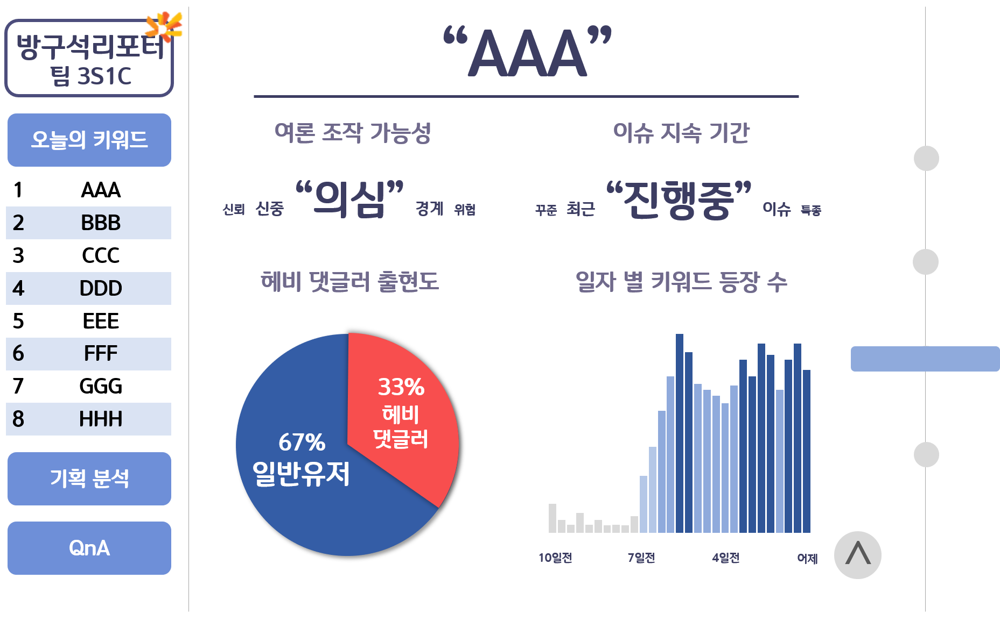 방구석리포터
팀 3S1C
오늘의 키워드
1 AAA
2 BBB
3 CCC
4 DDD
5 EEE
6 FFF
7 GGG
8 HHH
기획 분석
QnA
“AAA”
여론 조작 가능성
신뢰 신중 “의심” 경계 위험
이슈 지속 기간
꾸준 최근 “진행중” 이슈 특종
헤비 댓글러 출현도
33%
헤비
댓글러
67%
일반유저
일자 별 키워드 등장 수
10일전 7일전 4일전 어제